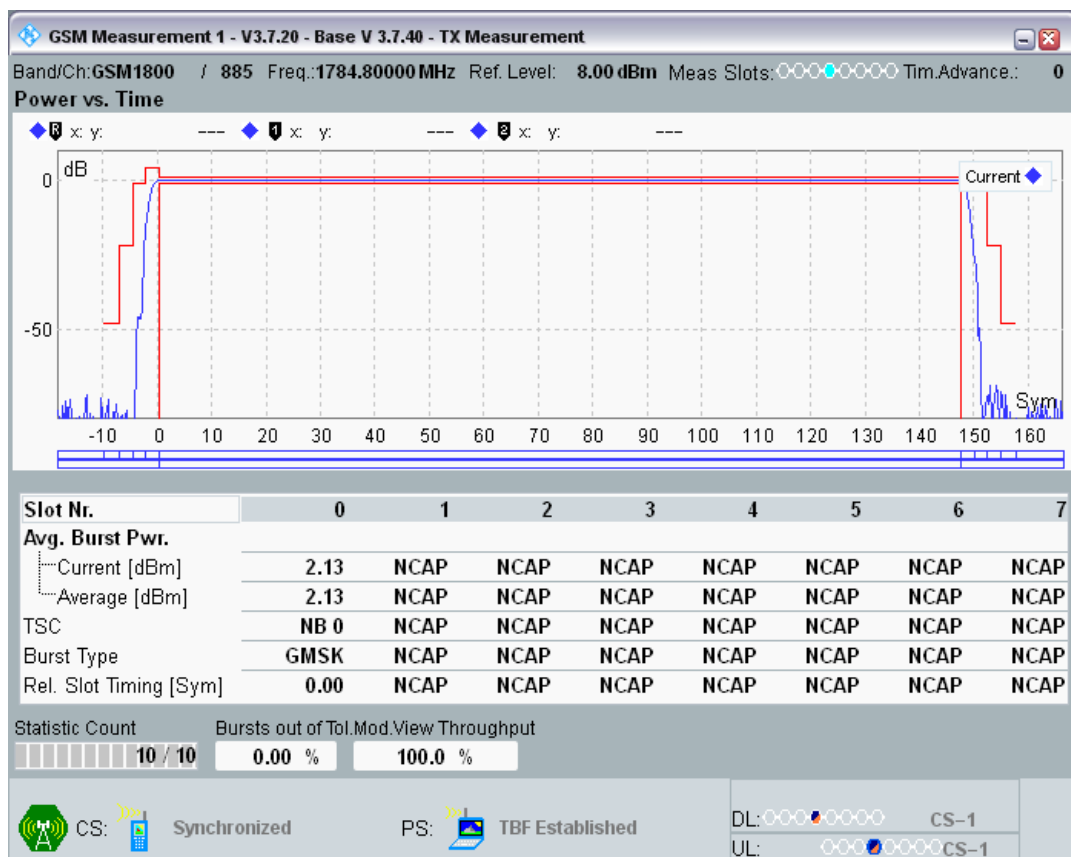 GSM Measurement 1 - V3.7.20 - Base V 3.7.40 - TX Measurement
Band/Ch:GSM1800 / 885 Freq.:1784.80000 MHz Ref. Level: 8.00 dBm Meas Slots: Tim.Advance.: 0
Power vs. Time
R x: y: --- 1 x: y: --- 2 x: y: ---
dB
Current
0
-50
Sym
-10 0 10 20 30 40 50 60 70 80 90 100 110 120 130 140 150 160
Slot Nr. 0 1 2 3 4 5 6 7
Avg. Burst Pwr.
Current [dBm] 2.13 NCAP NCAP NCAP NCAP NCAP NCAP NCAP
Average [dBm] 2.13 NCAP NCAP NCAP NCAP NCAP NCAP NCAP
TSC NB 0 NCAP NCAP NCAP NCAP NCAP NCAP NCAP
Burst Type GMSK NCAP NCAP NCAP NCAP NCAP NCAP NCAP
Rel. Slot Timing [Sym] 0.00 NCAP NCAP NCAP NCAP NCAP NCAP NCAP
Statistic Count Bursts out of Tol. Mod.View Throughput
10 / 10 0.00 % 100.0 %
CS: Synchronized PS: TBF Established
DL: CS-1
UL: CS-1